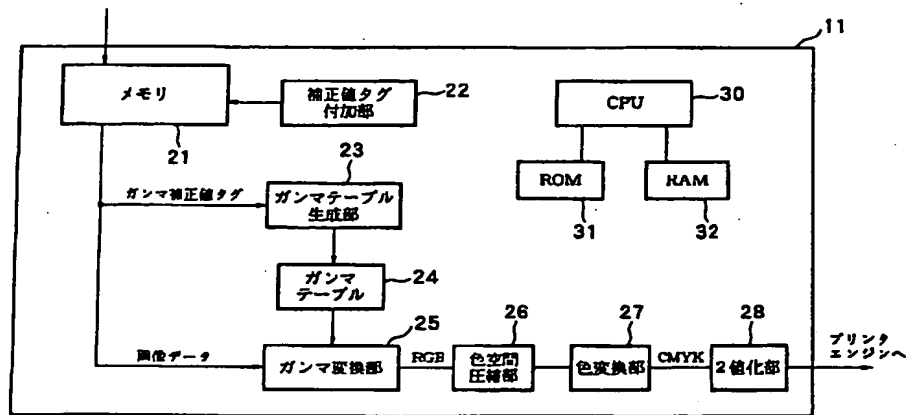 11
メモリ
21
補正値タグ
付加部
22
CPU
30
ROM
31
RAM
32
ガンマ補正値タグ
23
ガンマテーブル
生成部
ガンマ
テーブル
24
画像データ
25
ガンマ変換部
RGB
26
色空間
圧縮部
27
色変換部
CMYK
28
2値化部
プリンタ
エンジンへ